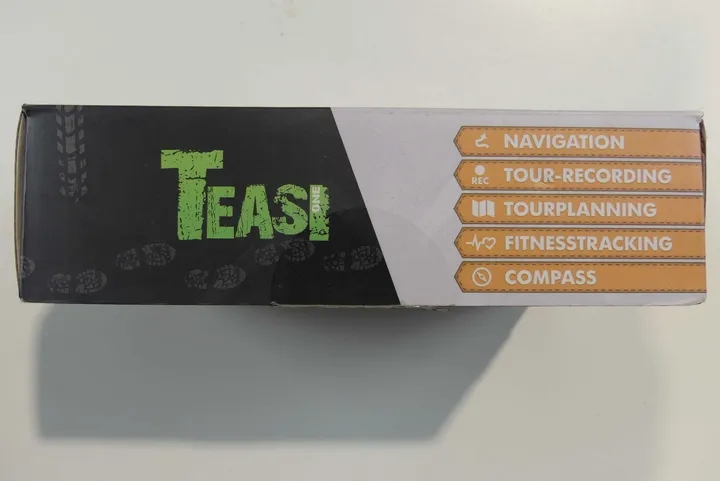 TEASI
ONE
NAVIGATION
REC
TOUR-RECORDING
TOURPLANNING
FITNESSTRACKING
COMPASS